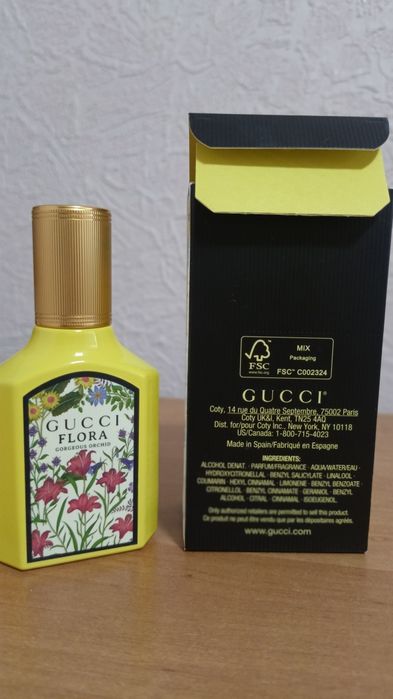 GUCCI
FLORA
GORGEOUS ORCHID
FSC
www.fsc.org
MIX
Packaging
FSC™ C002324
GUCCI®
Coty, 14 rue du Quatre Septembre, 75002 Paris
Coty UK&I, Kent, TN25 4AQ
Dist. for/pour Coty Inc., New York, NY 10118
US/Canada: 1-800-715-4023
Made in Spain/Fabriqué en Espagne
INGREDIENTS:
ALCOHOL DENAT · PARFUM/FRAGRANCE · AQUA/WATER/EAU ·
HYDROXYCITRONELLAL · BENZYL SALICYLATE · LINALOOL ·
COUMARIN · HEXYL CINNAMAL · LIMONENE · BENZYL BENZOATE ·
CITRONELLOL · BENZYL CINNAMATE · GERANIOL · BENZYL
ALCOHOL · CITRAL · CINNAMAL · ISOEUGENOL.
Only authorized retailers are permitted to sell this product.
Ce produit ne peut être vendu que par les dépositaires agréés.
www.gucci.com